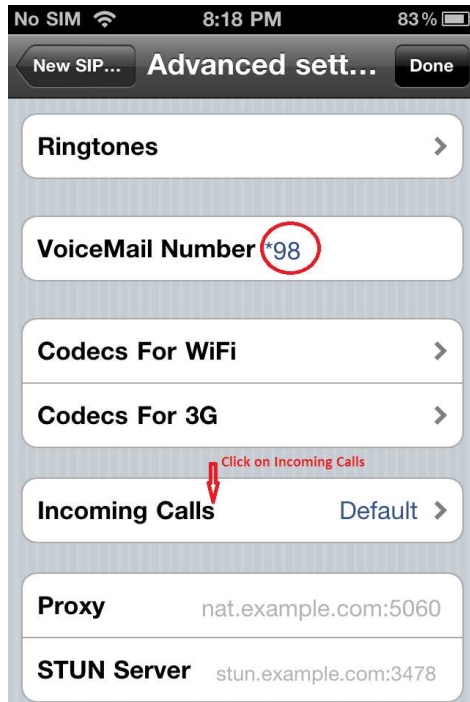 No SIM 8:18 PM 83%
New SIP... Advanced sett... Done
Ringtones
VoiceMail Number *98
Codecs For WiFi
Codecs For 3G
Click on Incoming Calls
Incoming Calls Default
Proxy nat.example.com:5060
STUN Server stun.example.com:3478